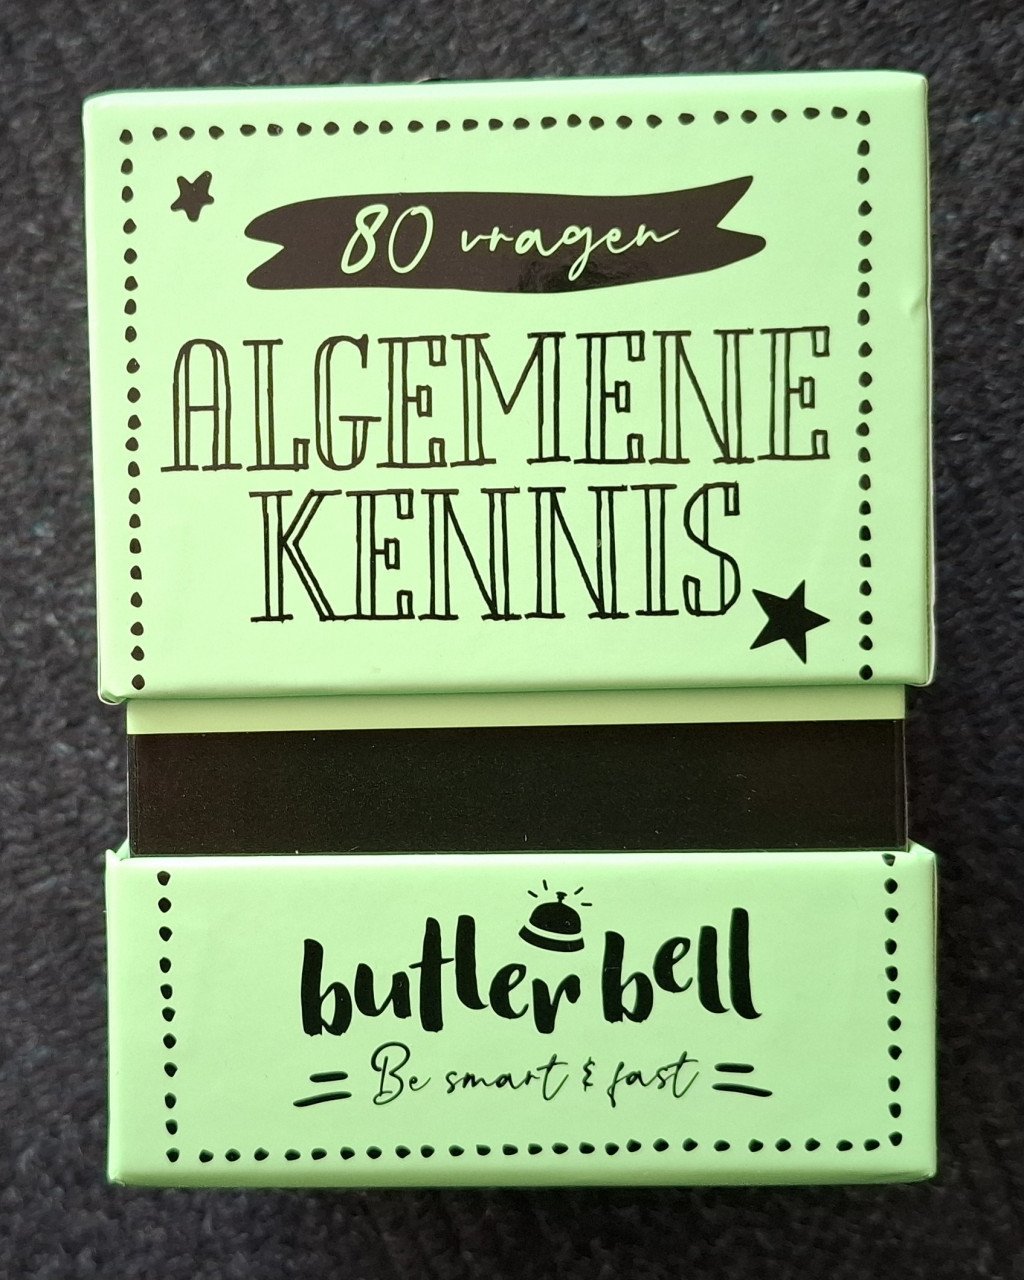 80 vragen
ALGEMENE
KENNIS
butler bell
Be smart & fast